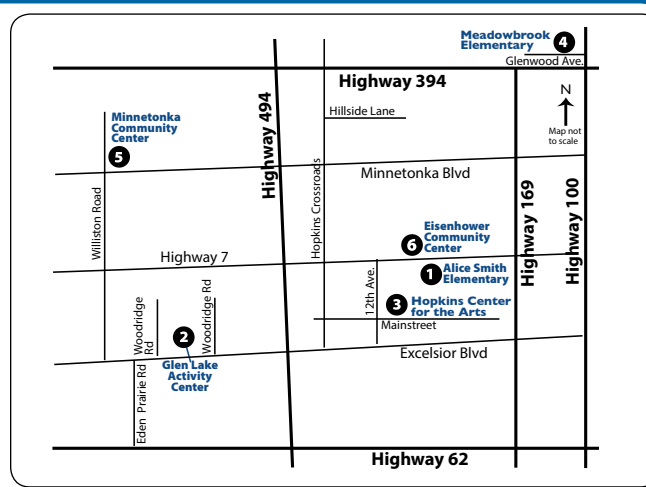 Meadowbrook
Elementary
4
Glenwood Ave.
Highway 394
N
Map not
to scale
Highway 494
Hillside Lane
Minnetonka
Community
Center
5
Minnetonka Blvd
Williston Road
Hopkins Crossroads
Highway 169
Highway 100
Eisenhower
Community
Center
6
Highway 7
1
Alice Smith
Elementary
12th Ave.
3
Hopkins Center
for the Arts
Mainstreet
Woodridge
Rd
Woodridge Rd
2
Glen Lake
Activity
Center
Excelsior Blvd
Eden Prairie Rd
Highway 62